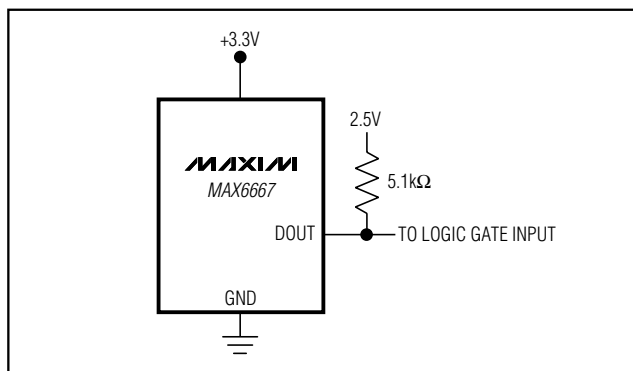 +3.3V
2.5V
MAXIM
MAX6667
5.1kΩ
DOUT
TO LOGIC GATE INPUT
GND